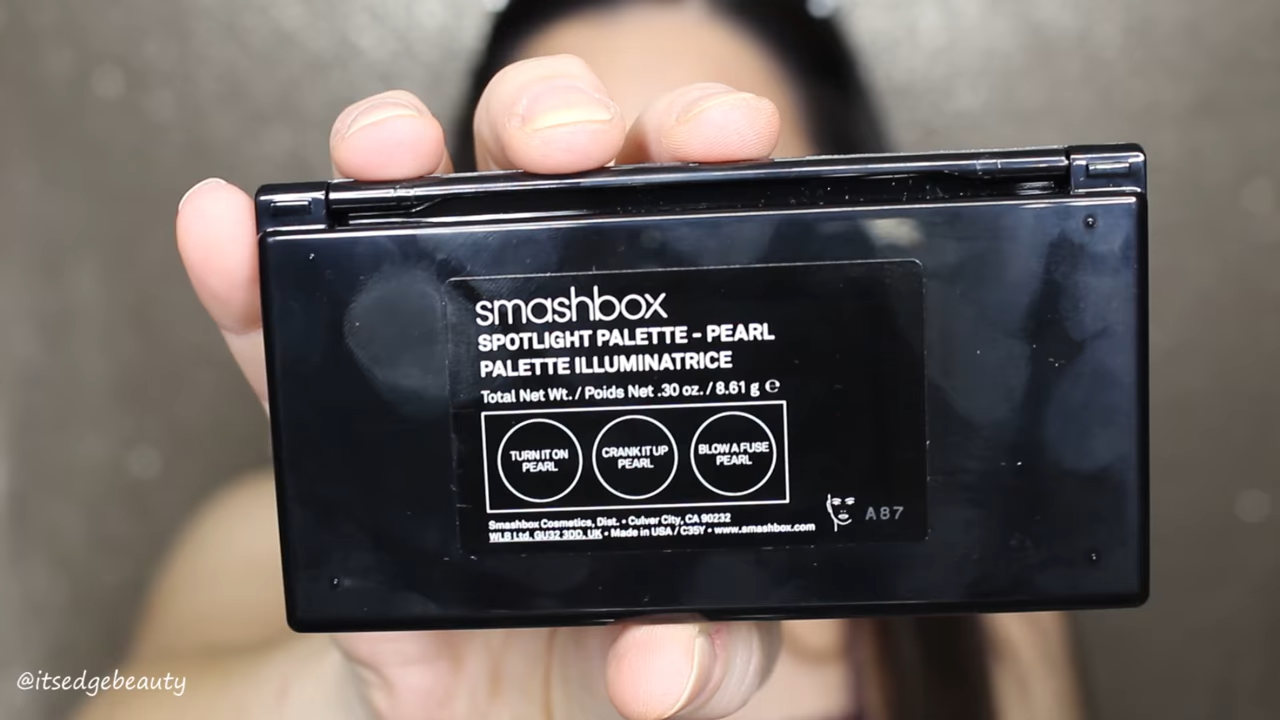 smashbox
SPOTLIGHT PALETTE - PEARL
PALETTE ILLUMINATRICE
Total Net Wt. / Poids Net .30 oz. / 8.61 g ℮
TURN IT ON
PEARL
CRANK IT UP
PEARL
BLOW A FUSE
PEARL
Smashbox Cosmetics, Dist. • Culver City, CA 90232
WLB Ltd, GU32 3DD, UK • Made in USA / C35Y • www.smashbox.com
A87
@itsedgebeauty